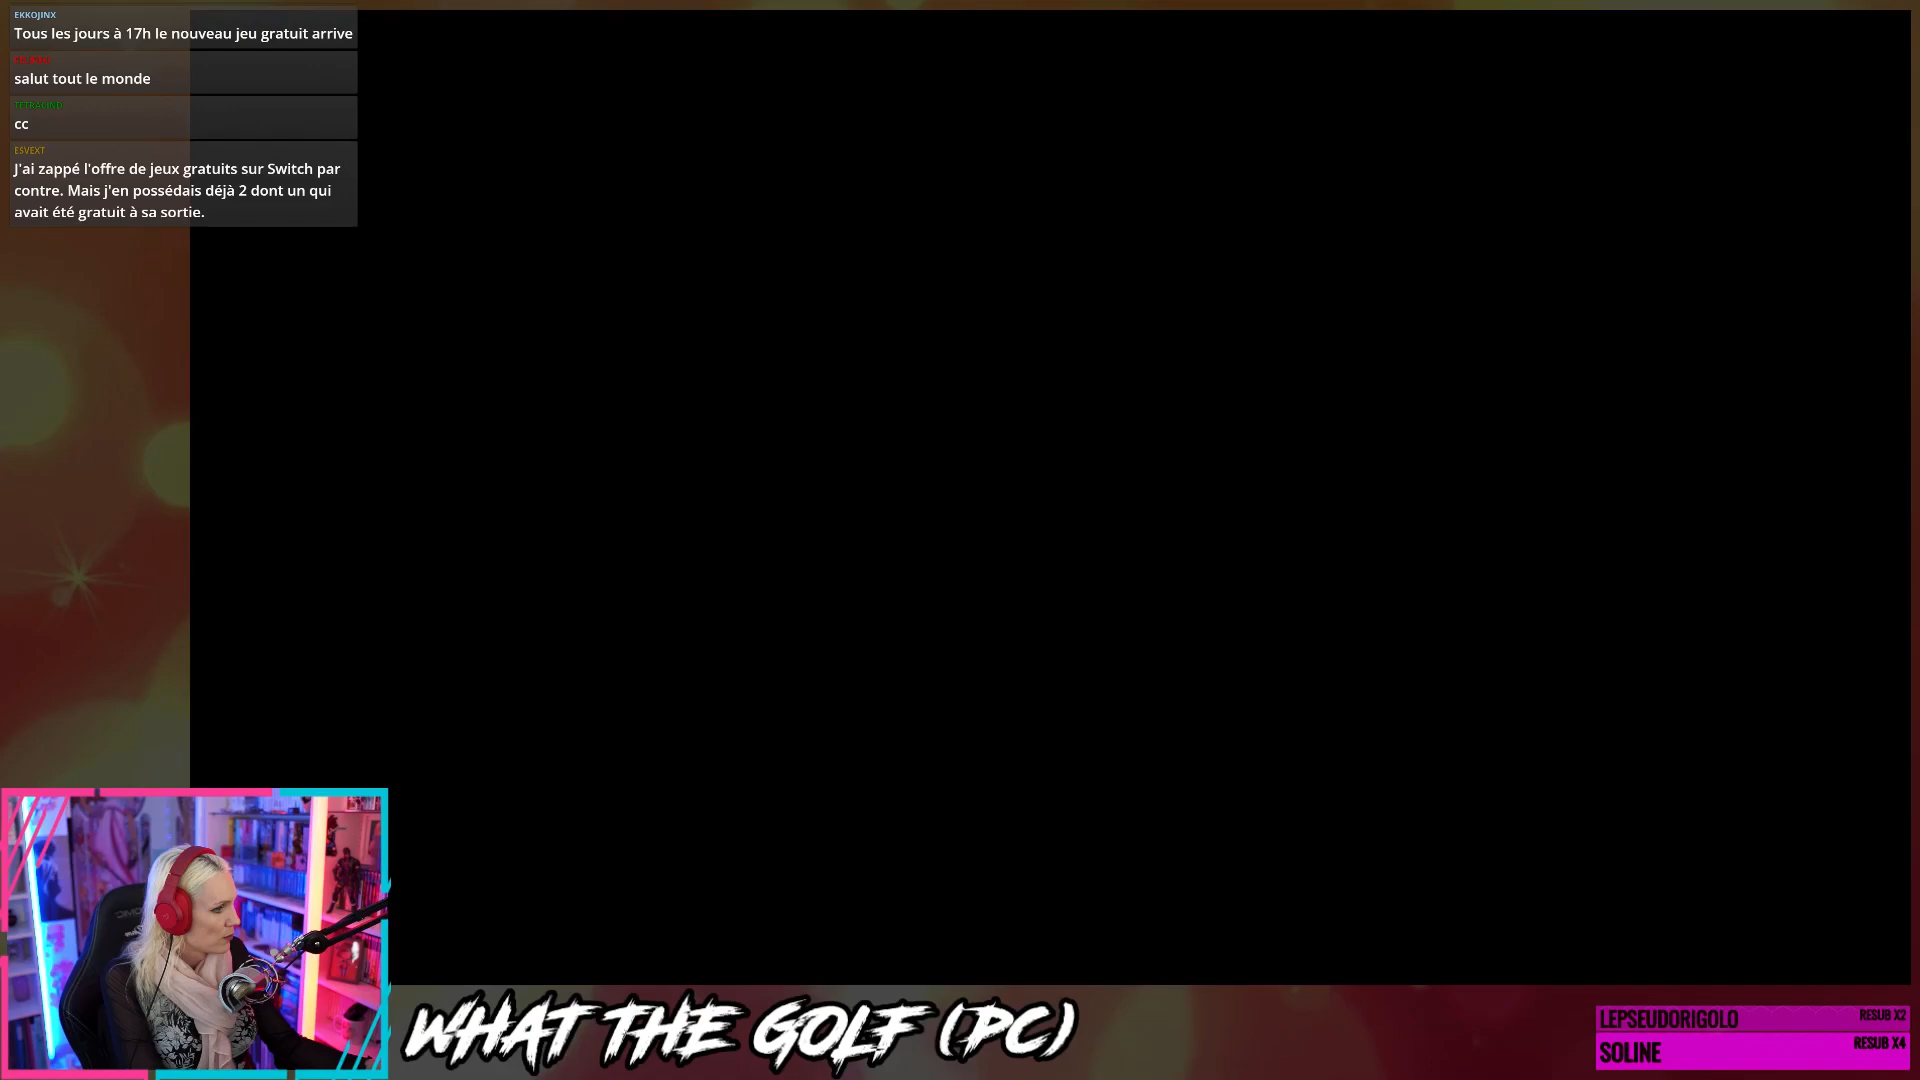 EKKOJINX
Tous les jours à 17h le nouveau jeu gratuit arrive
salut tout le monde
cc
ESVEXT
J'ai zappé l'offre de jeux gratuits sur Switch par
contre. Mais j'en possédais déjà 2 dont un qui
avait été gratuit à sa sortie.
WHAT THE GOLF (PC)
LEPSEUDORIGOLO RESUB X2
SOLINE RESUB X4